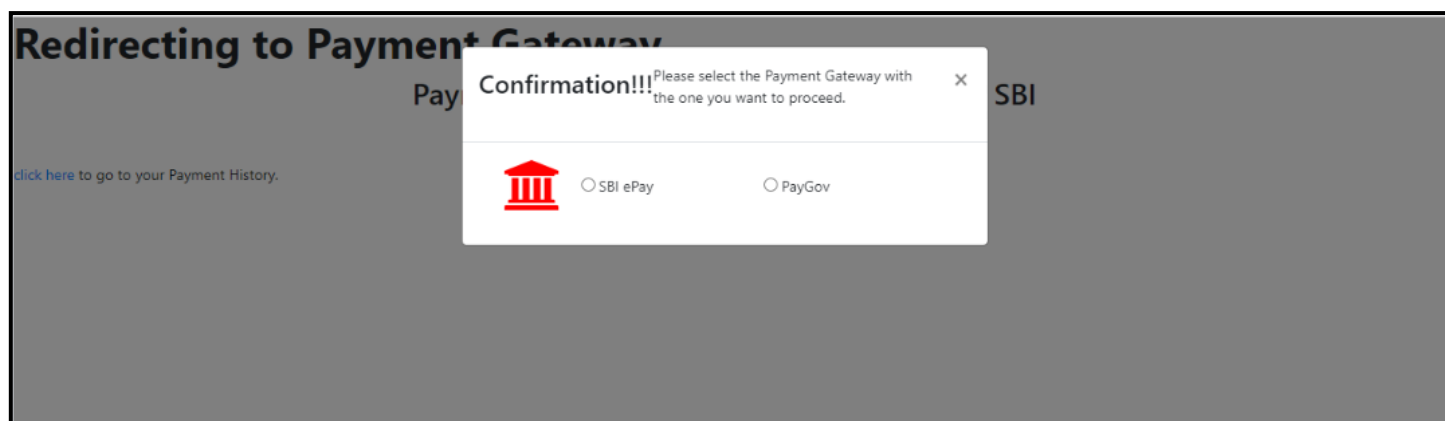 Redirecting to Payment Gateway
Pay
SBI
Confirmation!!!
Please select the Payment Gateway with
the one you want to proceed.
×
click here to go to your Payment History.
SBI ePay
PayGov